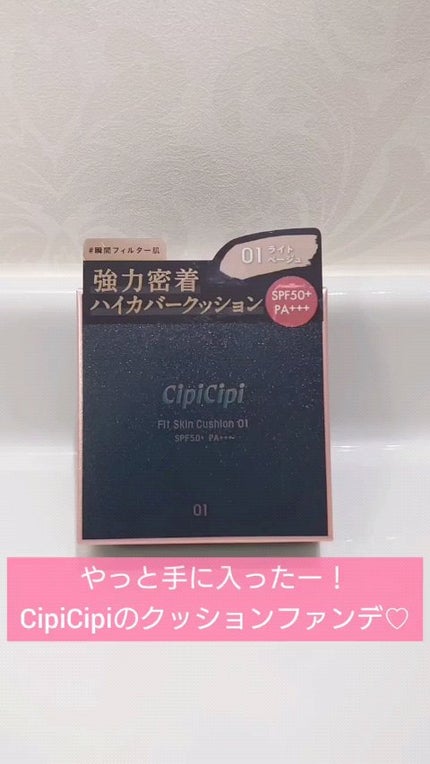 #瞬間フィルター肌
01 ライト
ベージュ
強力密着
ハイカバークッション
SPF50+
PA+++
CipiCipi
Fit Skin Cushion 01
SPF50+ PA+++
01
やっと手に入ったー！
CipiCipiのクッションファンデ♡